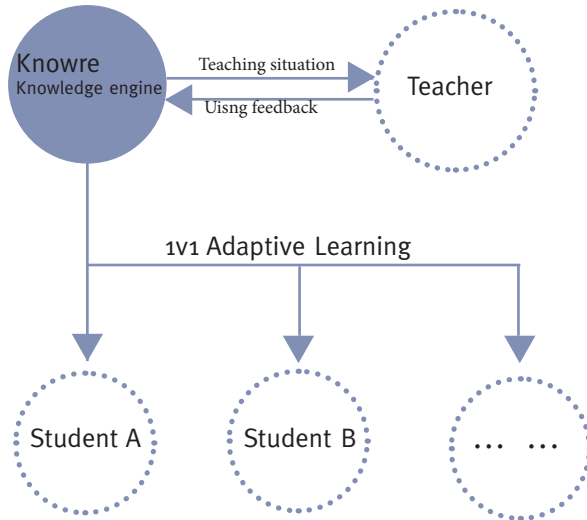 Knowre
Knowledge engine
Teaching situation
Uisng feedback
Teacher
1v1 Adaptive Learning
Student A
Student B
... ...